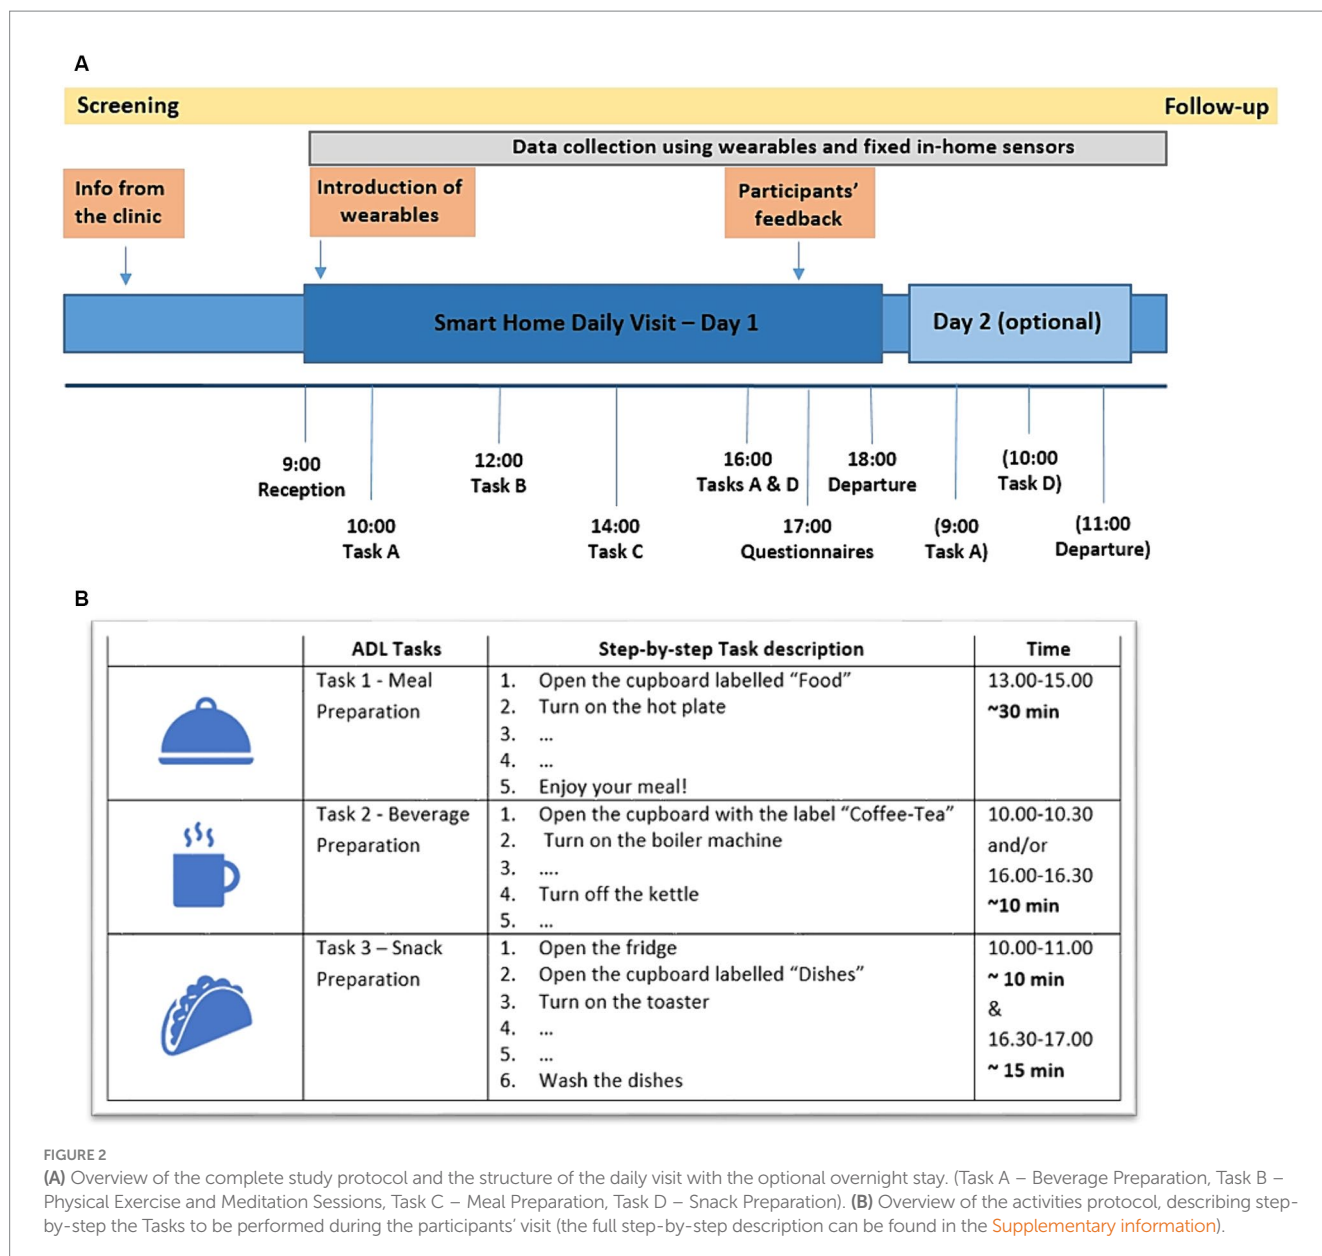 A
Screening
Follow-up
Data collection using wearables and fixed in-home sensors
Info from
the clinic
Introduction of
wearables
Participants’
feedback
Smart Home Daily Visit – Day 1
Day 2 (optional)
9:00
Reception
10:00
Task A
12:00
Task B
14:00
Task C
16:00
Tasks A & D
17:00
Questionnaires
18:00
Departure
(9:00
Task A)
(10:00
Task D)
(11:00
Departure)
B
ADL Tasks
Step-by-step Task description
Time
Task 1 - Meal
Preparation
1. Open the cupboard labelled “Food”
2. Turn on the hot plate
3. ...
4. ...
5. Enjoy your meal!
13.00-15.00
~30 min
Task 2 - Beverage
Preparation
1. Open the cupboard with the label “Coffee-Tea”
2. Turn on the boiler machine
3. ....
4. Turn off the kettle
5. ...
10.00-10.30
and/or
16.00-16.30
~10 min
Task 3 – Snack
Preparation
1. Open the fridge
2. Open the cupboard labelled “Dishes”
3. Turn on the toaster
4. ...
5. ...
6. Wash the dishes
10.00-11.00
~ 10 min
&
16.30-17.00
~ 15 min
FIGURE 2
(A) Overview of the complete study protocol and the structure of the daily visit with the optional overnight stay. (Task A – Beverage Preparation, Task B –
Physical Exercise and Meditation Sessions, Task C – Meal Preparation, Task D – Snack Preparation). (B) Overview of the activities protocol, describing step-
by-step the Tasks to be performed during the participants’ visit (the full step-by-step description can be found in the Supplementary information).